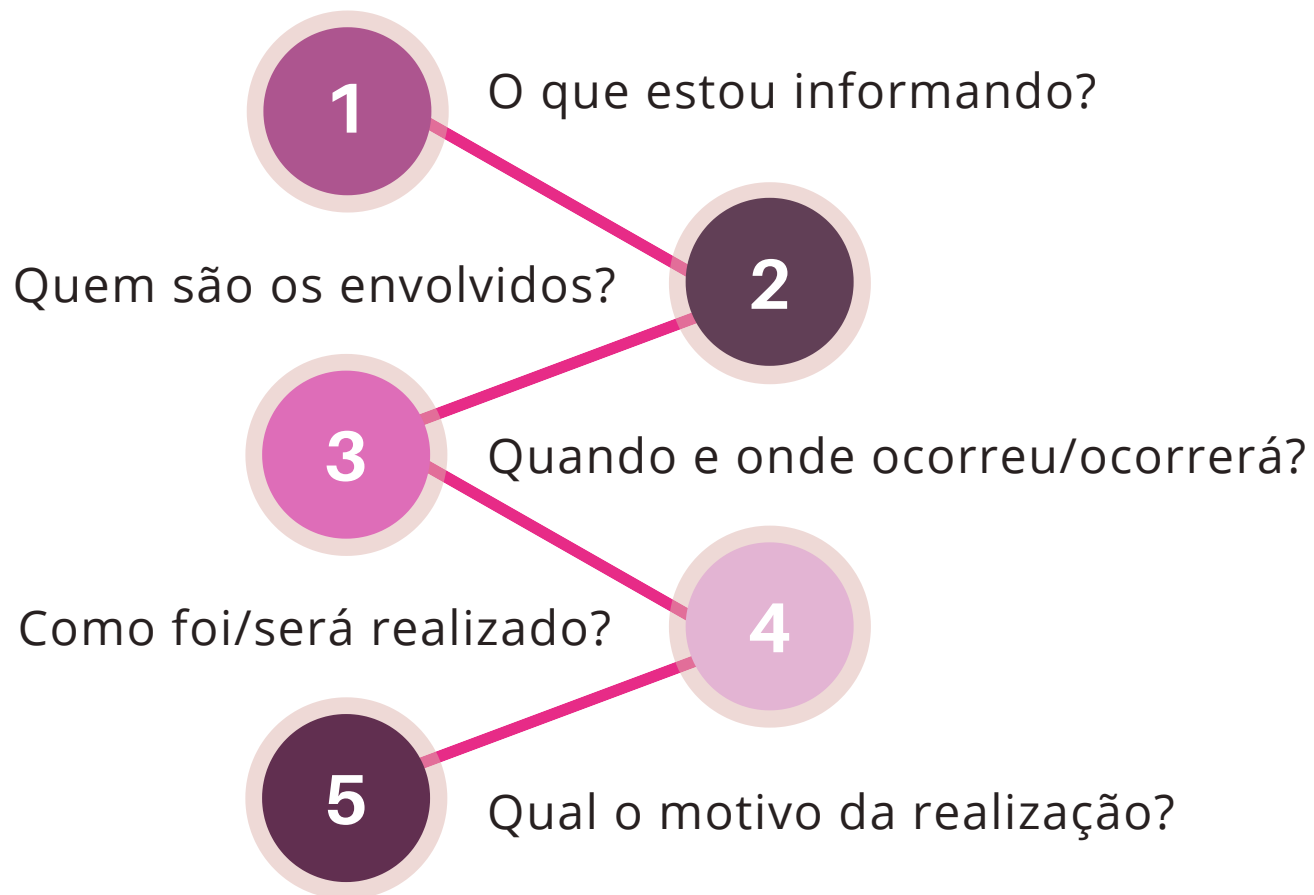 1
O que estou informando?
2
Quem são os envolvidos?
3
Quando e onde ocorreu/ocorrerá?
4
Como foi/será realizado?
5
Qual o motivo da realização?